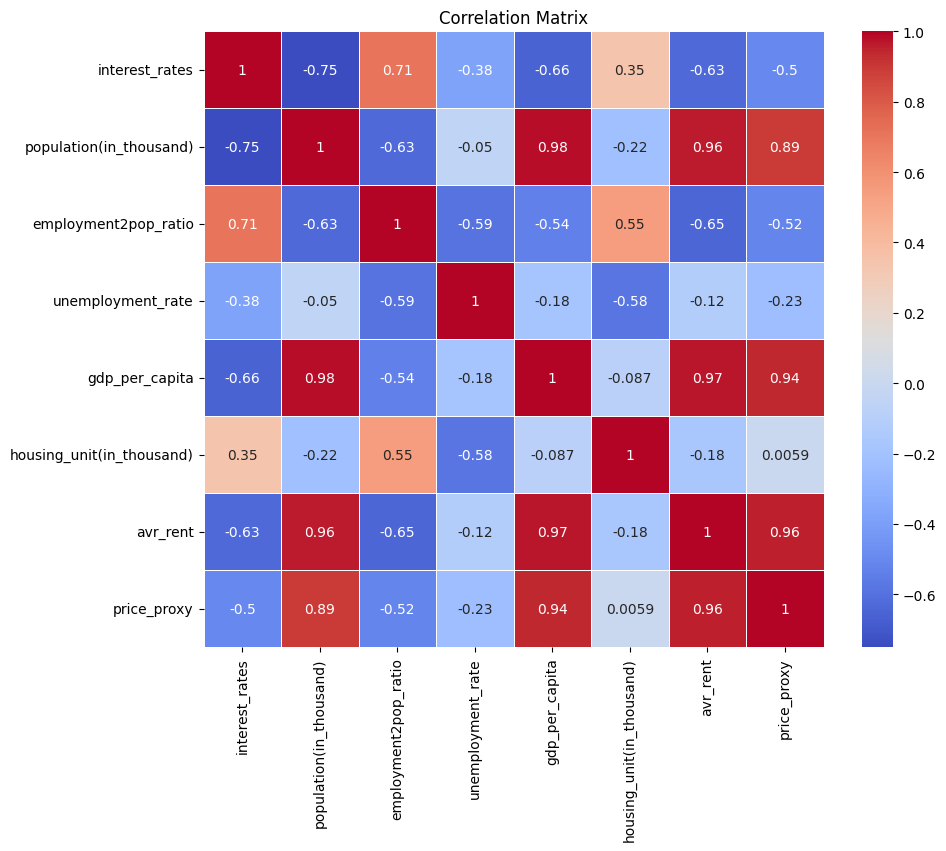 Correlation Matrix
interest_rates 1 -0.75 0.71 -0.38 -0.66 0.35 -0.63 -0.5
population(in_thousand) -0.75 1 -0.63 -0.05 0.98 -0.22 0.96 0.89
employment2pop_ratio 0.71 -0.63 1 -0.59 -0.54 0.55 -0.65 -0.52
unemployment_rate -0.38 -0.05 -0.59 1 -0.18 -0.58 -0.12 -0.23
gdp_per_capita -0.66 0.98 -0.54 -0.18 1 -0.087 0.97 0.94
housing_unit(in_thousand) 0.35 -0.22 0.55 -0.58 -0.087 1 -0.18 0.0059
avr_rent -0.63 0.96 -0.65 -0.12 0.97 -0.18 1 0.96
price_proxy -0.5 0.89 -0.52 -0.23 0.94 0.0059 0.96 1
interest_rates
population(in_thousand)
employment2pop_ratio
unemployment_rate
gdp_per_capita
housing_unit(in_thousand)
avr_rent
price_proxy
1.0
0.8
0.6
0.4
0.2
0.0
−0.2
−0.4
−0.6